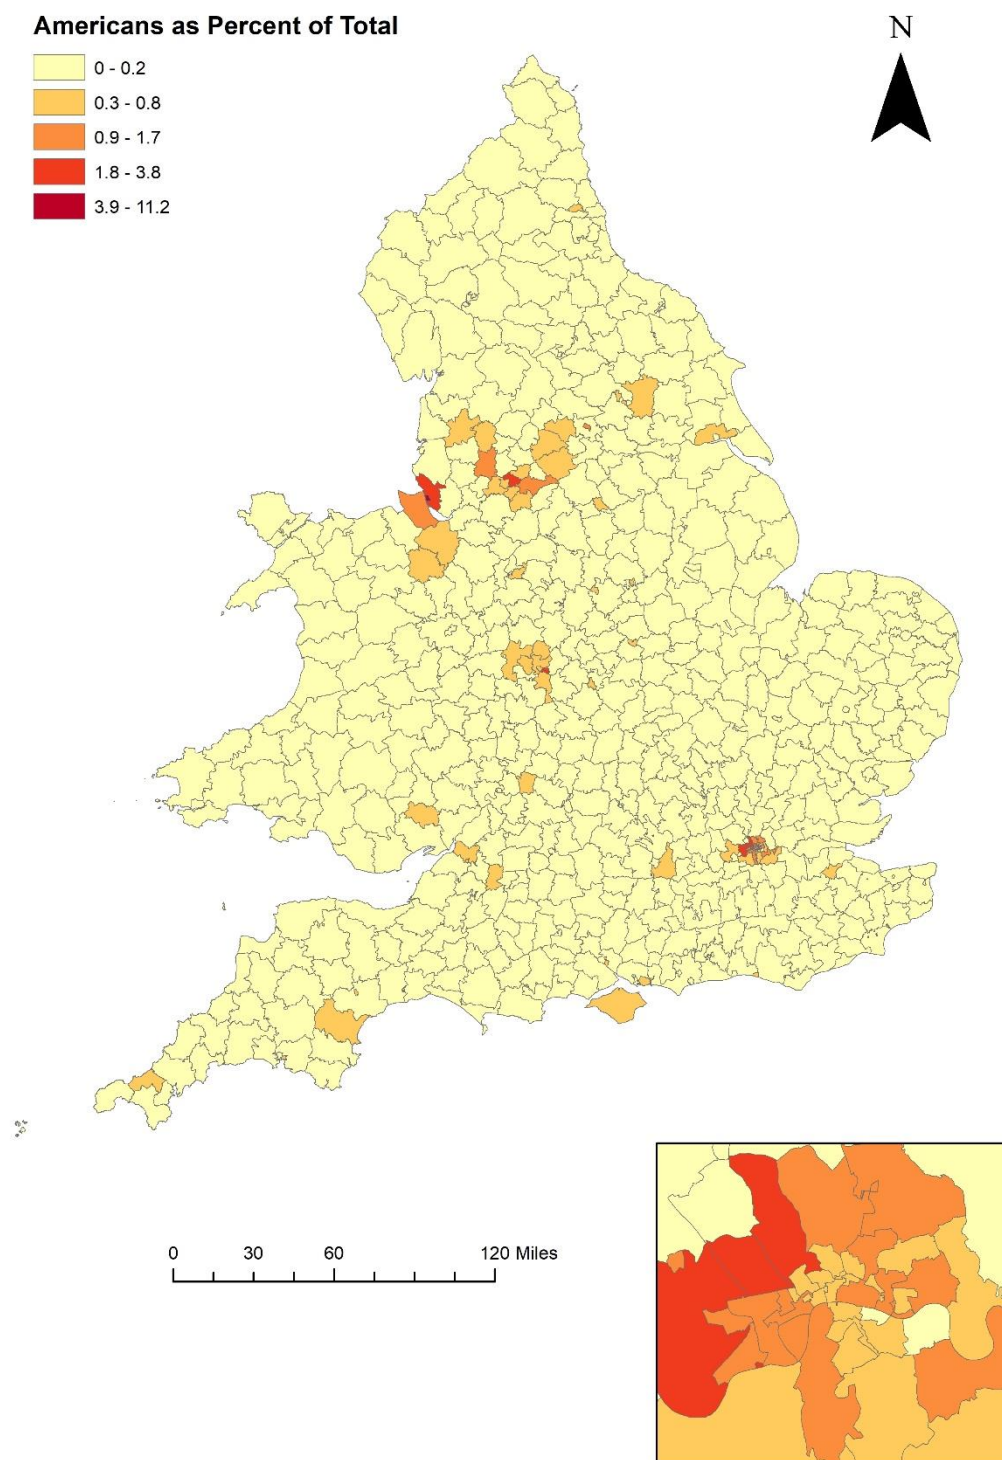 Americans as Percent of Total
0 - 0.2
0.3 - 0.8
0.9 - 1.7
1.8 - 3.8
3.9 - 11.2
N
0 30 60 120 Miles